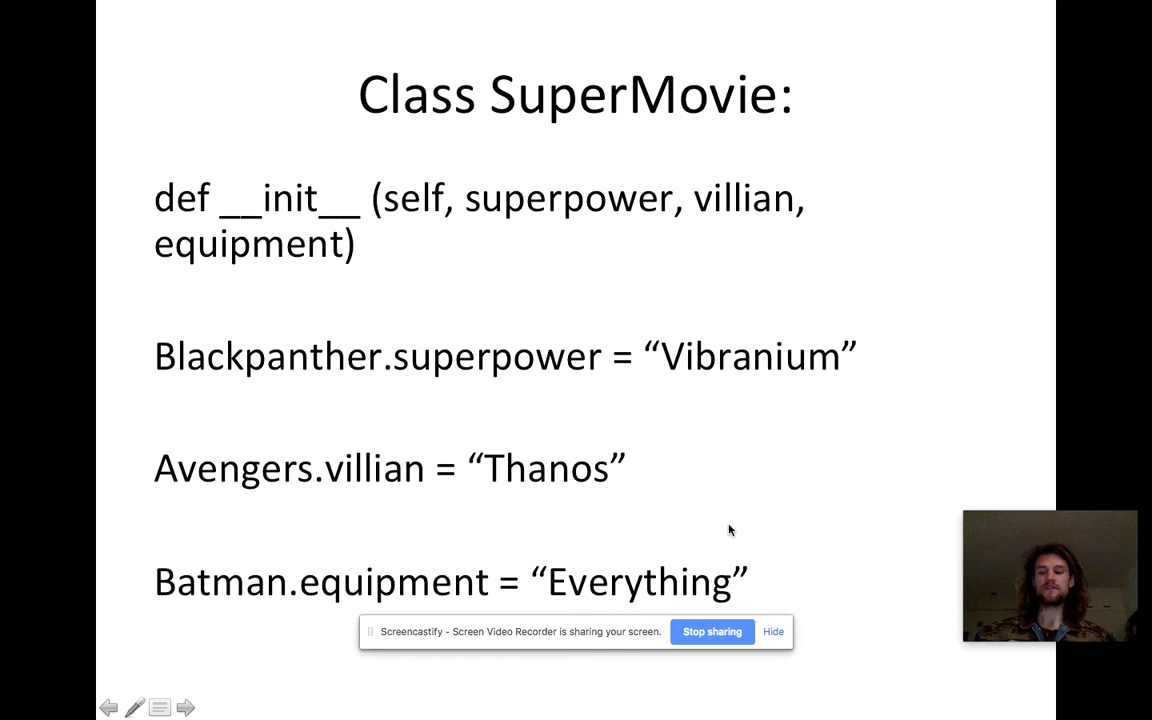 Class SuperMovie:
def __init__ (self, superpower, villian,
equipment)
Blackpanther.superpower = “Vibranium”
Avengers.villian = “Thanos”
Batman.equipment = “Everything”
Screencastify - Screen Video Recorder is sharing your screen. Stop sharing Hide